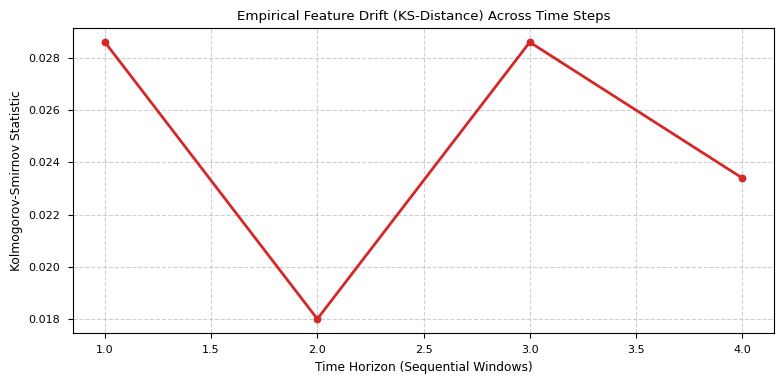 Empirical Feature Drift (KS-Distance) Across Time Steps
Kolmogorov-Smirnov Statistic
0.028
0.026
0.024
0.022
0.020
0.018
1.0 1.5 2.0 2.5 3.0 3.5 4.0
Time Horizon (Sequential Windows)